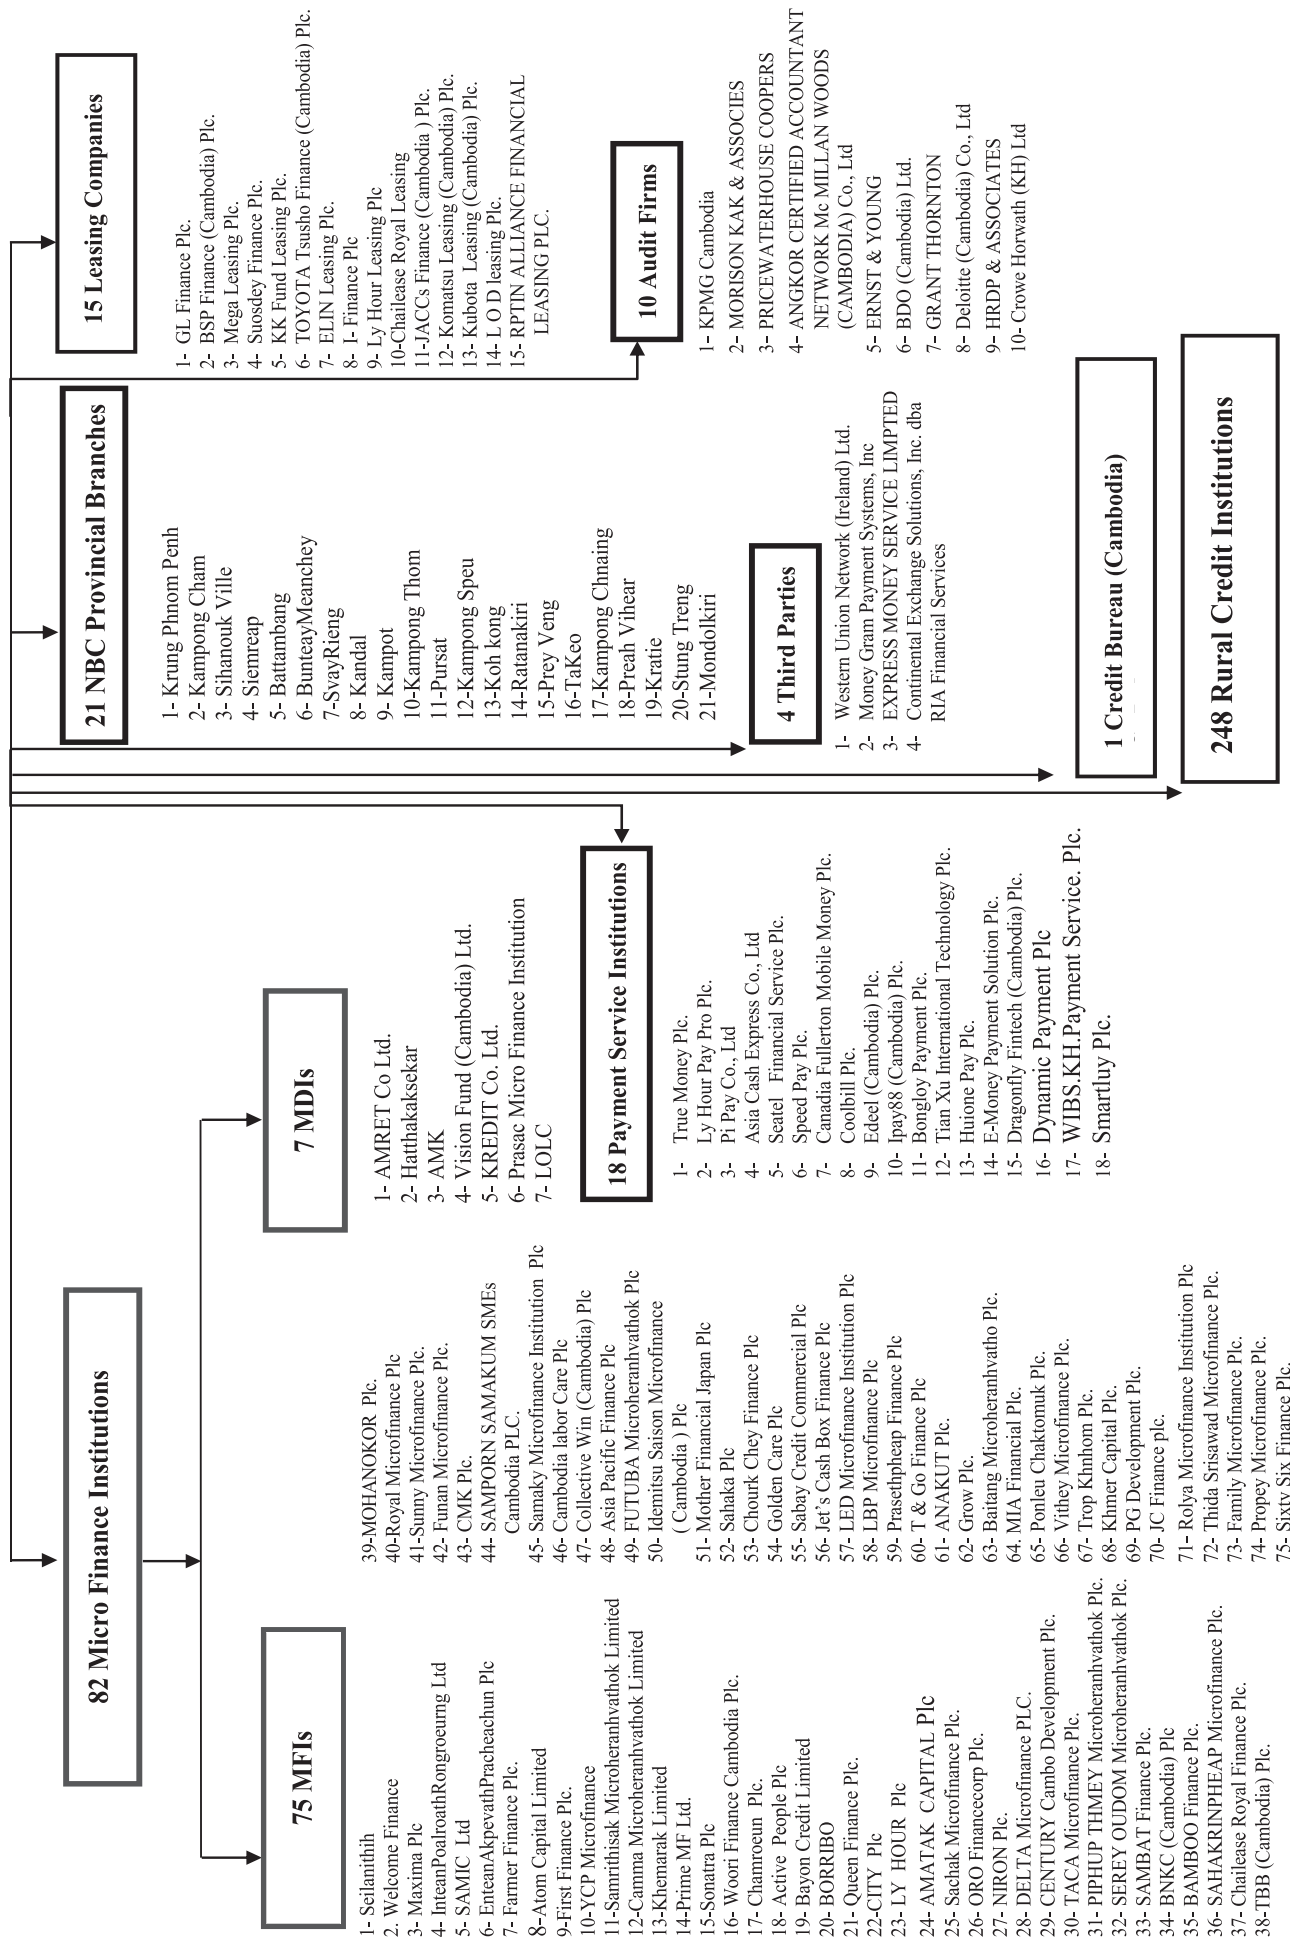 82 Micro Finance Institutions
75 MFIs
1- Seilanithih
2. Welcome Finance
3- Maxima Plc
4- InteanPoalroathRongroeurng Ltd
5- SAMIC Ltd
6- EnteanAkpevathPracheachun Plc
7- Farmer Finance Plc.
8-Atom Capital Limited
9-First Finance Plc.
10-YCP Microfinance
11-Samrithisak Microheranhvathok Limited
12-Camma Microheranhvathok Limited
13-Khemarak Limited
14-Prime MF Ltd.
15-Sonatra Plc
16- Woori Finance Cambodia Plc.
17- Chamroeun Plc.
18- Active People Plc
19- Bayon Credit Limited
20- BORRIBO
21- Queen Finance Plc.
22-CITY Plc
23- LY HOUR Plc
24- AMATAK CAPITAL Plc
25- Sachak Microfinance Plc.
26- ORO Financecorp Plc.
27- NIRON Plc.
28- DELTA Microfinance PLC.
29- CENTURY Cambo Development Plc.
30- TACA Microfinance Plc.
31- PIPHUP THMEY Microheranhvathok Plc.
32- SEREY OUDOM Microheranhvathok Plc.
33- SAMBAT Finance Plc.
34- BNKC (Cambodia) Plc
35- BAMBOO Finance Plc.
36- SAHAKRINPHEAP Microfinance Plc.
37- Chailease Royal Finance Plc.
38-TBB (Cambodia) Plc.
39-MOHANOKOR Plc.
40-Royal Microfinance Plc
41-Sunny Microfinance Plc.
42- Funan Microfinance Plc.
43- CMK Plc.
44- SAMPORN SAMAKUM SMEs
Cambodia PLC.
45- Samaky Microfinance Institution Plc
46- Cambodia labor Care Plc
47- Collective Win (Cambodia) Plc
48- Asia Pacific Finance Plc
49- FUTUBA Microheranhvathok Plc
50- Idemitsu Saison Microfinance
( Cambodia ) Plc
51- Mother Financial Japan Plc
52- Sahaka Plc
53- Chourk Chey Finance Plc
54- Golden Care Plc
55- Sabay Credit Commercial Plc
56- Jet's Cash Box Finance Plc
57- LED Microfinance Institution Plc
58- LBP Microfinance Plc
59- Prasethpheap Finance Plc
60- T & Go Finance Plc
61- ANAKUT Plc.
62- Grow Plc.
63- Baitang Microheranhvatho Plc.
64. MIA Financial Plc.
65- Ponleu Chaktomuk Plc.
66- Vithey Microfinance Plc.
67- Trop Khnhom Plc.
68- Khmer Capital Plc.
69- PG Development Plc.
70- JC Finance plc.
71- Rolya Microfinance Institution Plc
72- Thida Srisawad Microfinance Plc.
73- Family Microfinance Plc.
74- Propey Microfinance Plc.
75- Sixty Six Finance Plc.
7 MDIs
1- AMRET Co Ltd.
2- Hatthakaksekar
3- AMK
4- Vision Fund (Cambodia) Ltd.
5- KREDIT Co. Ltd.
6- Prasac Micro Finance Institution
7- LOLC
18 Payment Service Institutions
1- True Money Plc.
2- Ly Hour Pay Pro Plc.
3- Pi Pay Co., Ltd
4- Asia Cash Express Co., Ltd
5- Seatel Financial Service Plc.
6- Speed Pay Plc.
7- Canadia Fullerton Mobile Money Plc.
8- Coolbill Plc.
9- Edeel (Cambodia) Plc.
10- Ipay88 (Cambodia) Plc.
11- Bongloy Payment Plc.
12- Tian Xu International Technology Plc.
13- Huione Pay Plc.
14- E-Money Payment Solution Plc.
15- Dragonfly Fintech (Cambodia) Plc.
16- Dynamic Payment Plc
17- WIBS.KH.Payment Service. Plc.
18- Smartluy Plc.
21 NBC Provincial Branches
1- Krung Phnom Penh
2- Kampong Cham
3- Sihanouk Ville
4- Siemreap
5- Battambang
6- BunteayMeanchey
7-SvayRieng
8- Kandal
9- Kampot
10-Kampong Thom
11-Pursat
12-Kampong Speu
13-Koh kong
14-Ratanakiri
15-Prey Veng
16-TaKeo
17-Kampong Chnaing
18-Preah Vihear
19-Kratie
20-Stung Treng
21-Mondolkiri
4 Third Parties
1- Western Union Network (Ireland) Ltd.
2- Money Gram Payment Systems, Inc
3- EXPRESS MONEY SERVICE LIMPTED
4- Continental Exchange Solutions, Inc. dba
RIA Financial Services
15 Leasing Companies
1- GL Finance Plc.
2- BSP Finance (Cambodia) Plc.
3- Mega Leasing Plc.
4- Suosdey Finance Plc.
5- KK Fund Leasing Plc.
6- TOYOTA Tsusho Finance (Cambodia) Plc.
7- ELIN Leasing Plc.
8- I- Finance Plc
9- Ly Hour Leasing Plc
10-Chailease Royal Leasing
11-JACCs Finance (Cambodia ) Plc.
12- Komatsu Leasing (Cambodia) Plc.
13- Kubota Leasing (Cambodia) Plc.
14- L O D leasing Plc.
15- RPTIN ALLIANCE FINANCIAL
LEASING PLC.
10 Audit Firms
1- KPMG Cambodia
2- MORISON KAK & ASSOCIES
3- PRICEWATERHOUSE COOPERS
4- ANGKOR CERTIFIED ACCOUNTANT
NETWORK Mc MILLAN WOODS
(CAMBODIA) Co., Ltd
5- ERNST & YOUNG
6- BDO (Cambodia) Ltd.
7- GRANT THORNTON
8- Deloitte (Cambodia) Co., Ltd
9- HRDP & ASSOCIATES
10- Crowe Horwath (KH) Ltd
1 Credit Bureau (Cambodia)
248 Rural Credit Institutions